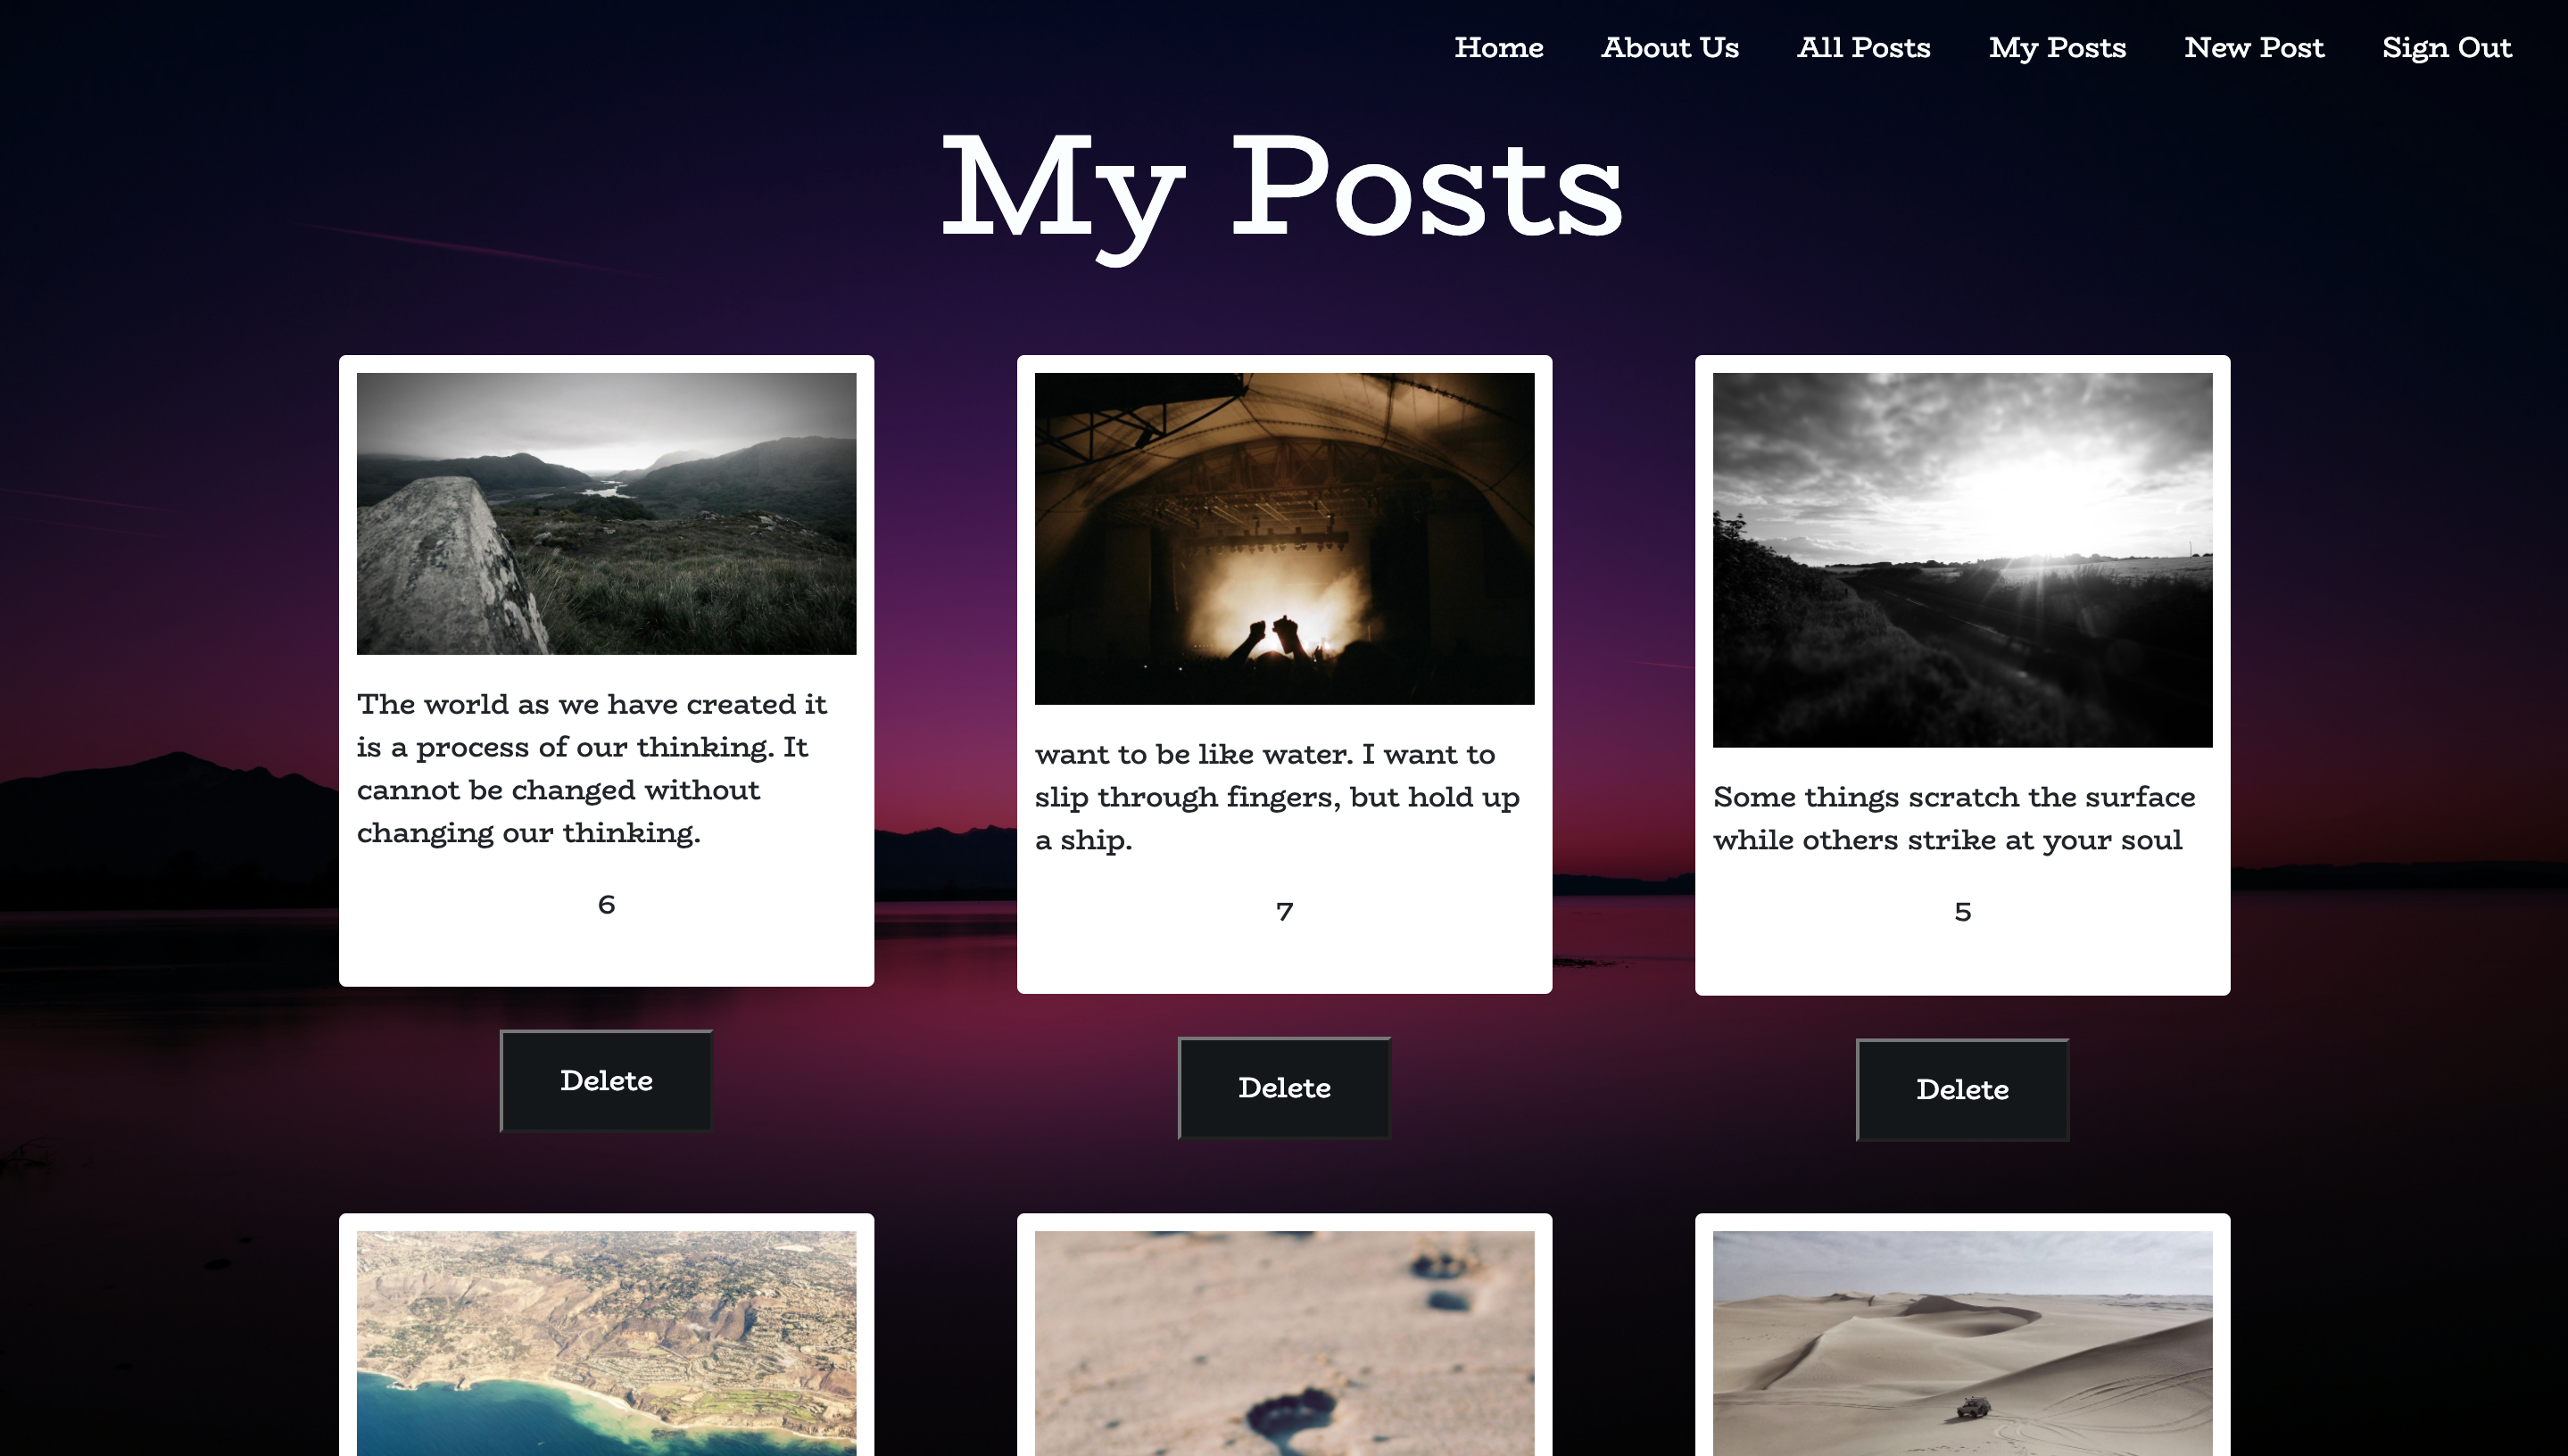 Home About Us All Posts My Posts New Post Sign Out
My Posts
The world as we have created it
is a process of our thinking. It
cannot be changed without
changing our thinking.
6
Delete
want to be like water. I want to
slip through fingers, but hold up
a ship.
7
Delete
Some things scratch the surface
while others strike at your soul
5
Delete